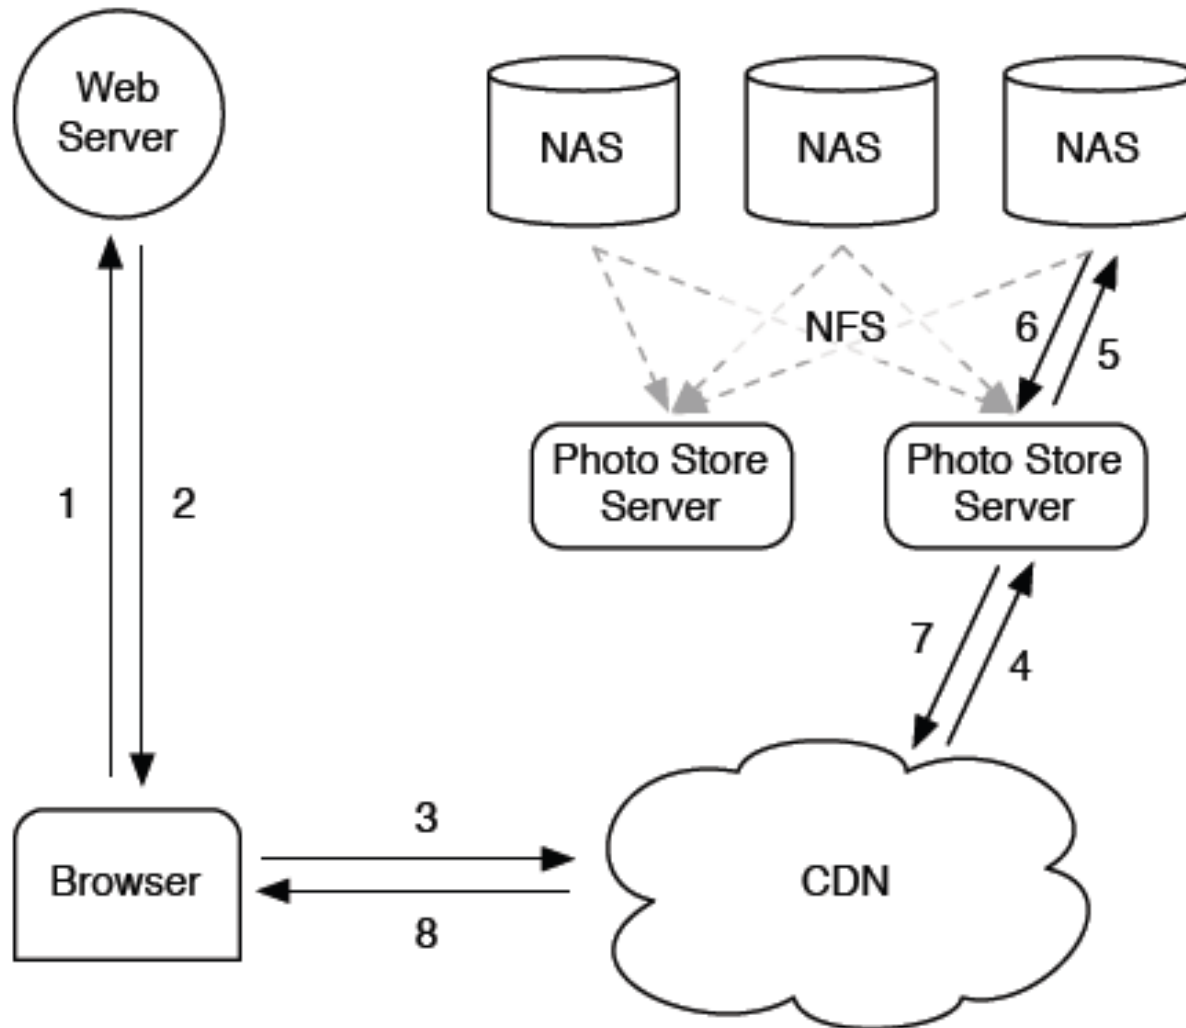 Web
Server
NAS
NAS
NAS
NFS
6
5
Photo Store
Server
Photo Store
Server
1
2
7
4
3
Browser
CDN
8